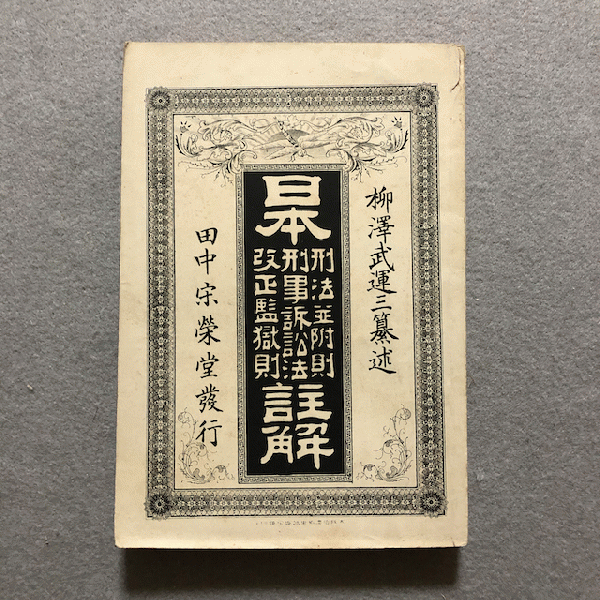 柳澤武運三纂述
日本
刑法並附則
刑事訴訟法
改正監獄則
註解
田中宋榮堂發行